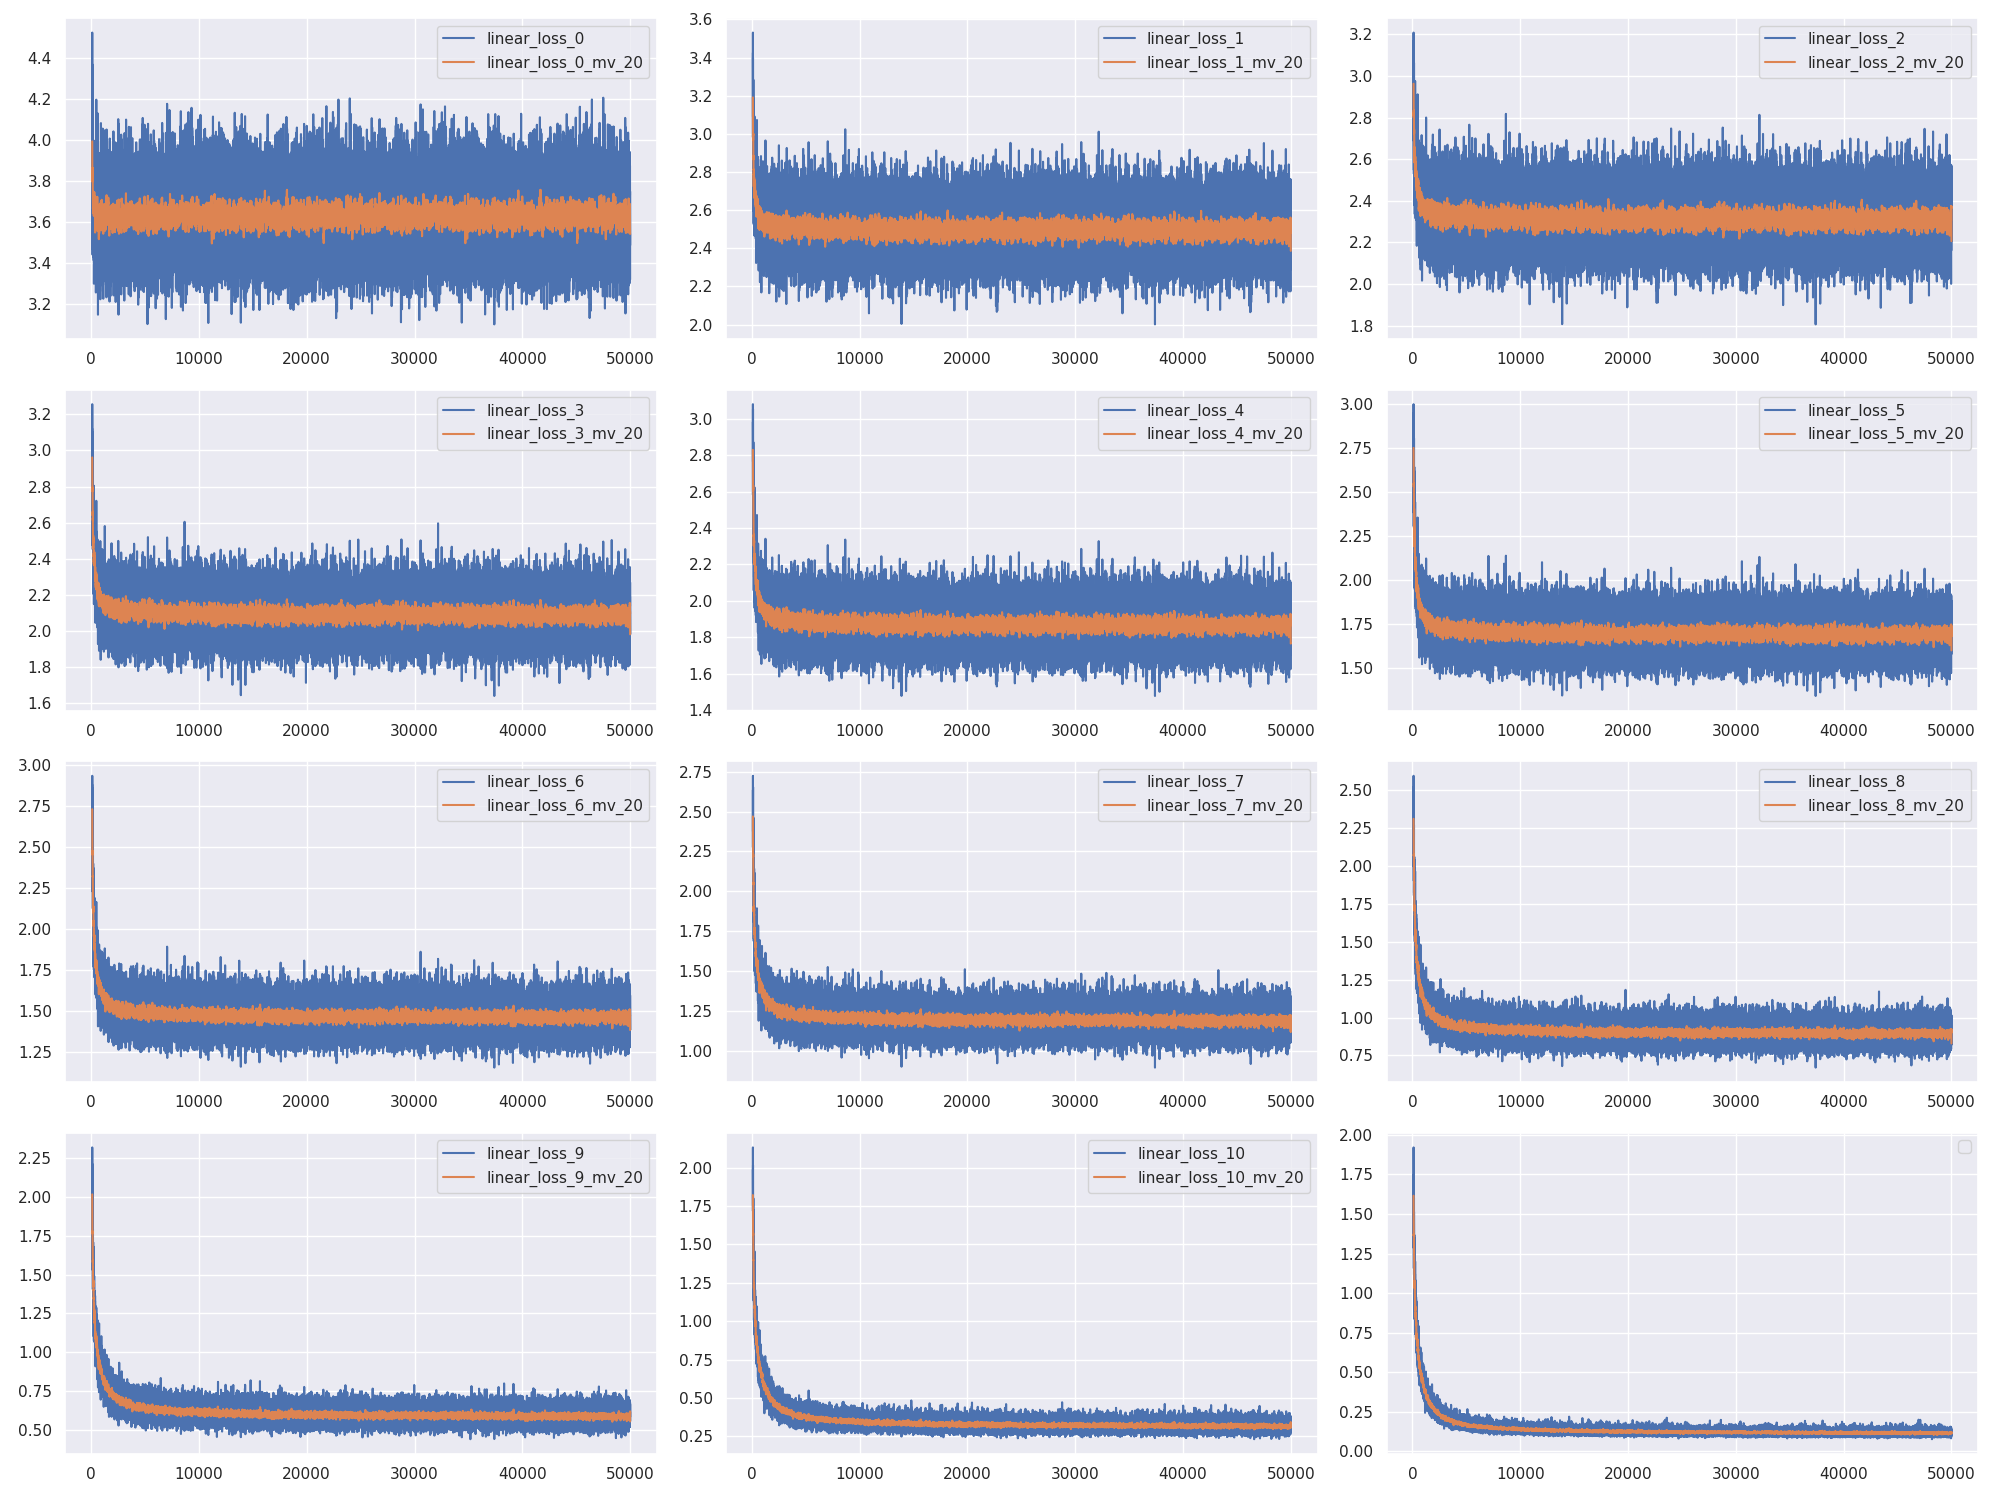 linear_loss_0
linear_loss_0_mv_20
4.4
4.2
4.0
3.8
3.6
3.4
3.2
0 10000 20000 30000 40000 50000
linear_loss_1
linear_loss_1_mv_20
3.6
3.4
3.2
3.0
2.8
2.6
2.4
2.2
2.0
0 10000 20000 30000 40000 50000
linear_loss_2
linear_loss_2_mv_20
3.2
3.0
2.8
2.6
2.4
2.2
2.0
1.8
0 10000 20000 30000 40000 50000
linear_loss_3
linear_loss_3_mv_20
3.2
3.0
2.8
2.6
2.4
2.2
2.0
1.8
1.6
0 10000 20000 30000 40000 50000
linear_loss_4
linear_loss_4_mv_20
3.0
2.8
2.6
2.4
2.2
2.0
1.8
1.6
1.4
0 10000 20000 30000 40000 50000
linear_loss_5
linear_loss_5_mv_20
3.00
2.75
2.50
2.25
2.00
1.75
1.50
0 10000 20000 30000 40000 50000
linear_loss_6
linear_loss_6_mv_20
3.00
2.75
2.50
2.25
2.00
1.75
1.50
1.25
0 10000 20000 30000 40000 50000
linear_loss_7
linear_loss_7_mv_20
2.75
2.50
2.25
2.00
1.75
1.50
1.25
1.00
0 10000 20000 30000 40000 50000
linear_loss_8
linear_loss_8_mv_20
2.50
2.25
2.00
1.75
1.50
1.25
1.00
0.75
0 10000 20000 30000 40000 50000
linear_loss_9
linear_loss_9_mv_20
2.25
2.00
1.75
1.50
1.25
1.00
0.75
0.50
0 10000 20000 30000 40000 50000
linear_loss_10
linear_loss_10_mv_20
2.00
1.75
1.50
1.25
1.00
0.75
0.50
0.25
0 10000 20000 30000 40000 50000
2.00
1.75
1.50
1.25
1.00
0.75
0.50
0.25
0.00
0 10000 20000 30000 40000 50000